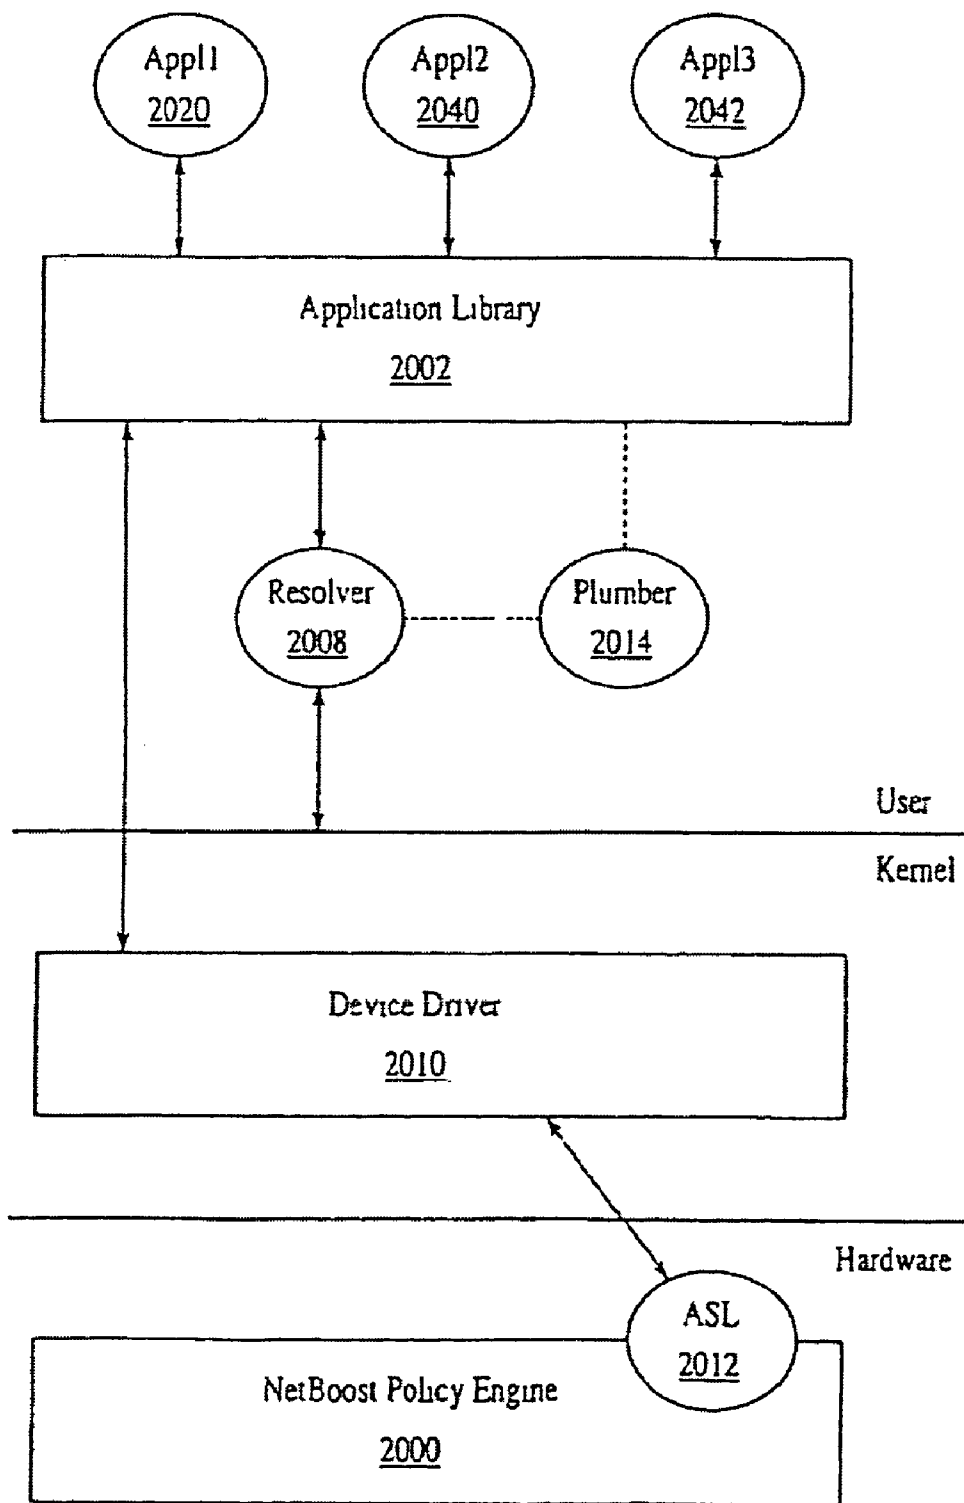 Appl1
2020
Appl2
2040
Appl3
2042
Application Library
2002
Resolver
2008
Plumber
2014
User
Kernel
Device Driver
2010
Hardware
ASL
2012
NetBoost Policy Engine
2000